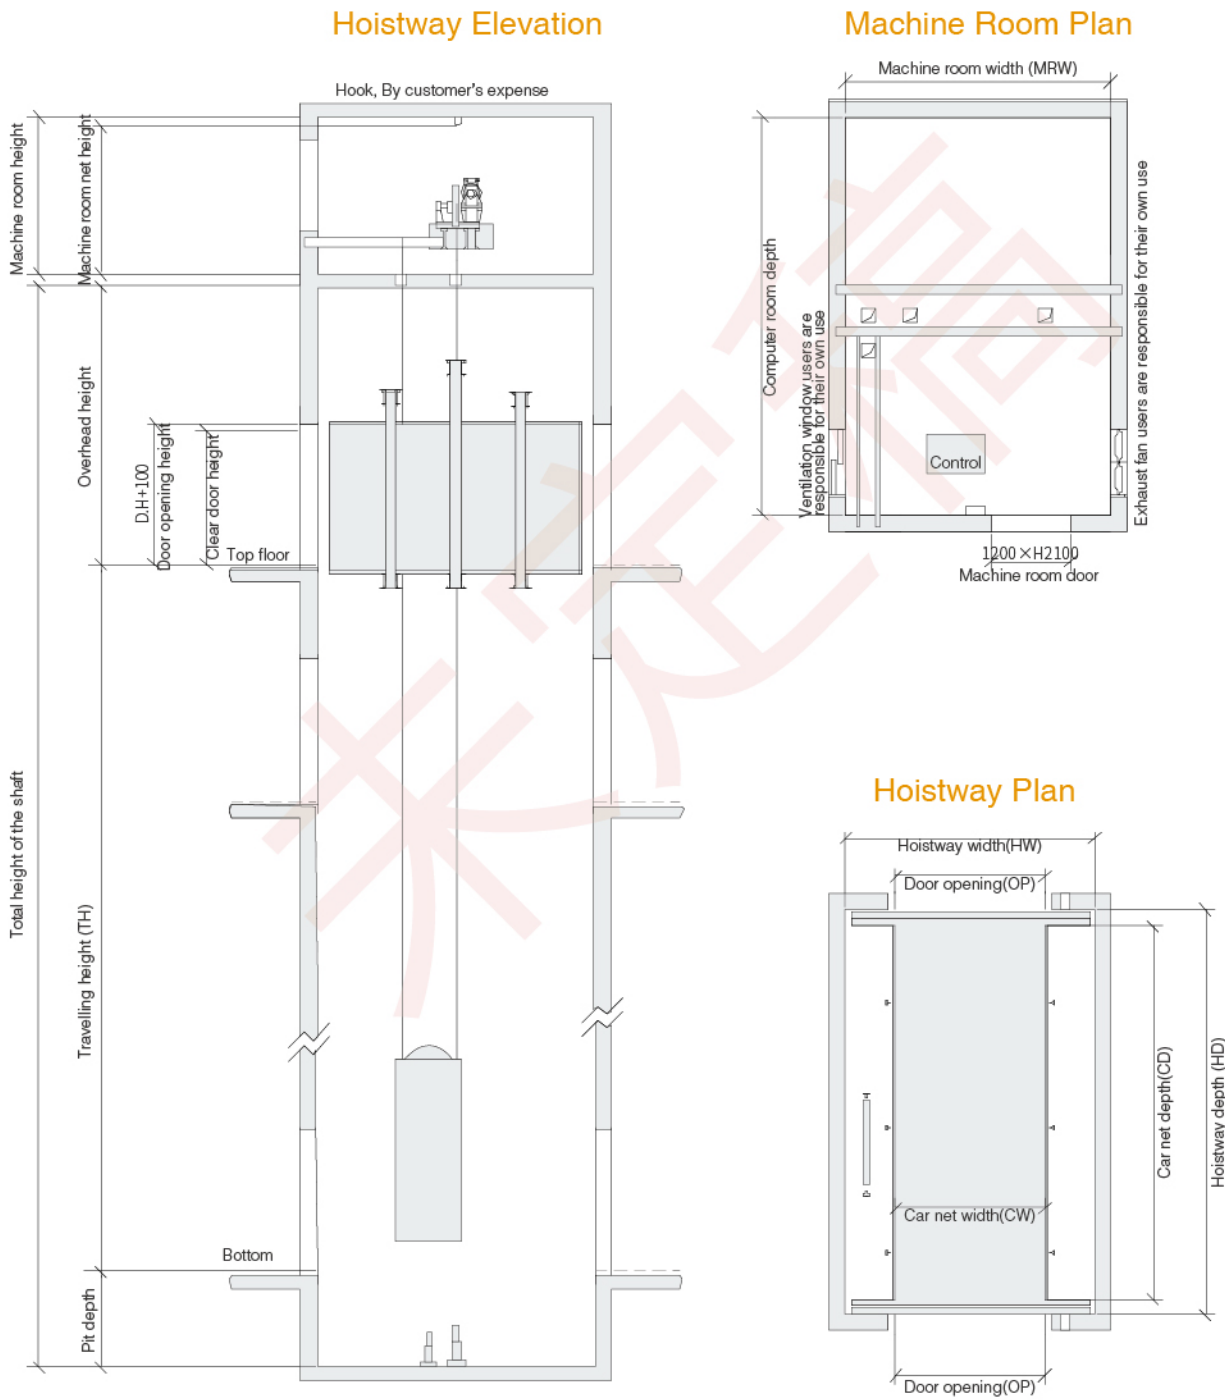 Hoistway Elevation
Machine Room Plan
Hook, By customer's expense
Machine room height
Machine room net height
Overhead height
D.H+100
Door opening height
Clear door height
Top floor
Total height of the shaft
Travelling height (TH)
Bottom
Pit depth
Machine room width (MRW)
Computer room depth
Ventilation window users are
responsible for their own use
Exhaust fan users are responsible for their own use
Control
1200×H2100
Machine room door
Hoistway Plan
Hoistway width(HW)
Door opening(OP)
Car net depth(CD)
Hoistway depth (HD)
Car net width(CW)
Door opening(OP)
未定稿